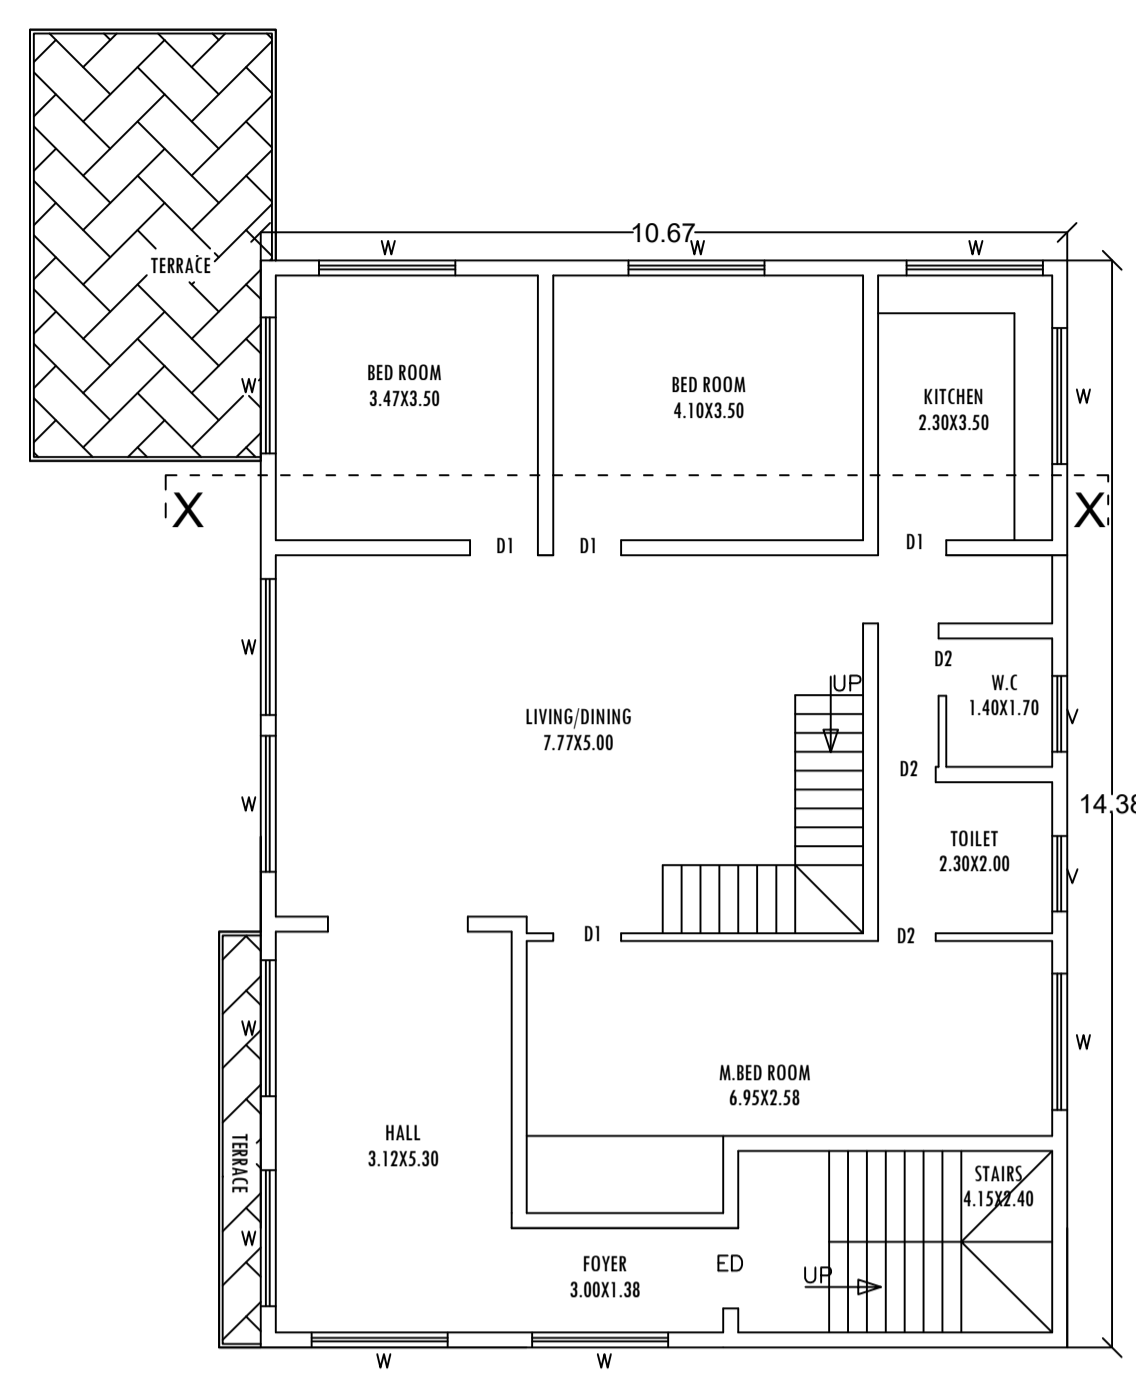 10.67
W
W
W
TERRACE
BED ROOM
3.47X3.50
BED ROOM
4.10X3.50
KITCHEN
2.30X3.50
W
W
X
X
D1
D1
D1
W
D2
W.C
1.40X1.70
UP
V
LIVING/DINING
7.77X5.00
D2
W
14.38
TOILET
2.30X2.00
V
D1
D2
W
M.BED ROOM
6.95X2.58
W
HALL
3.12X5.30
TERRACE
STAIRS
4.15X2.40
W
FOYER
3.00X1.38
ED
UP
W
W